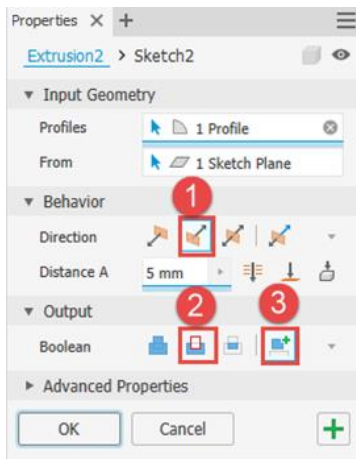 Properties × +
Extrusion2 > Sketch2
Input Geometry
Profiles 1 Profile
From 1 Sketch Plane
1
Behavior
Direction
Distance A 5 mm
2 3
Output
Boolean
Advanced Properties
OK Cancel +